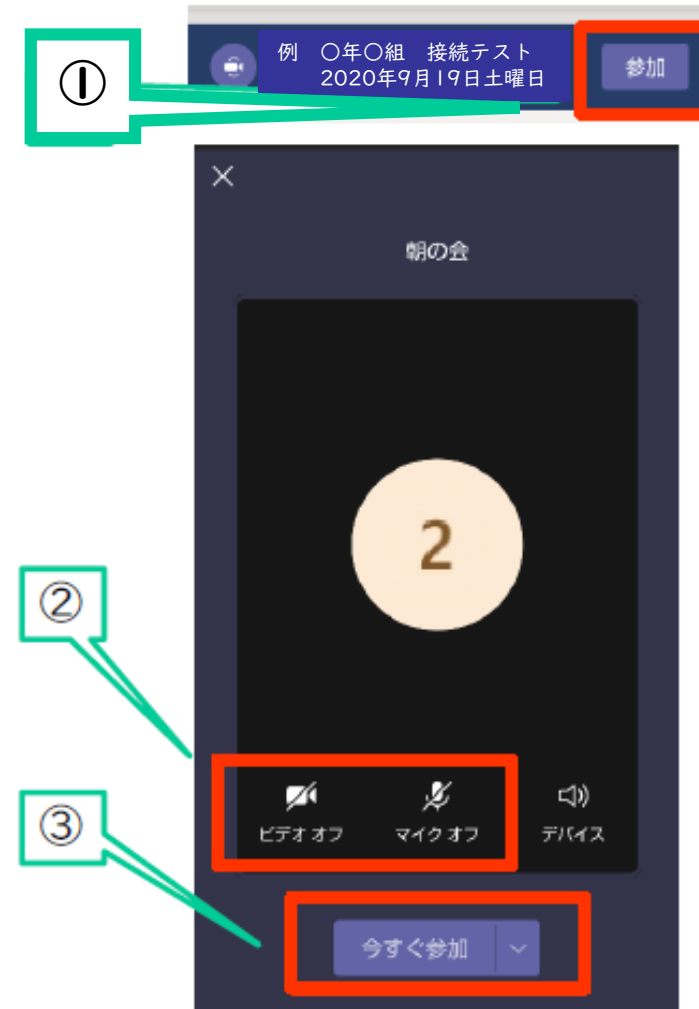 ①
例 〇年〇組 接続テスト
2020年9月19日土曜日
参加
朝の会
2
②
ビデオ オフ
マイク オフ
デバイス
③
今すぐ参加